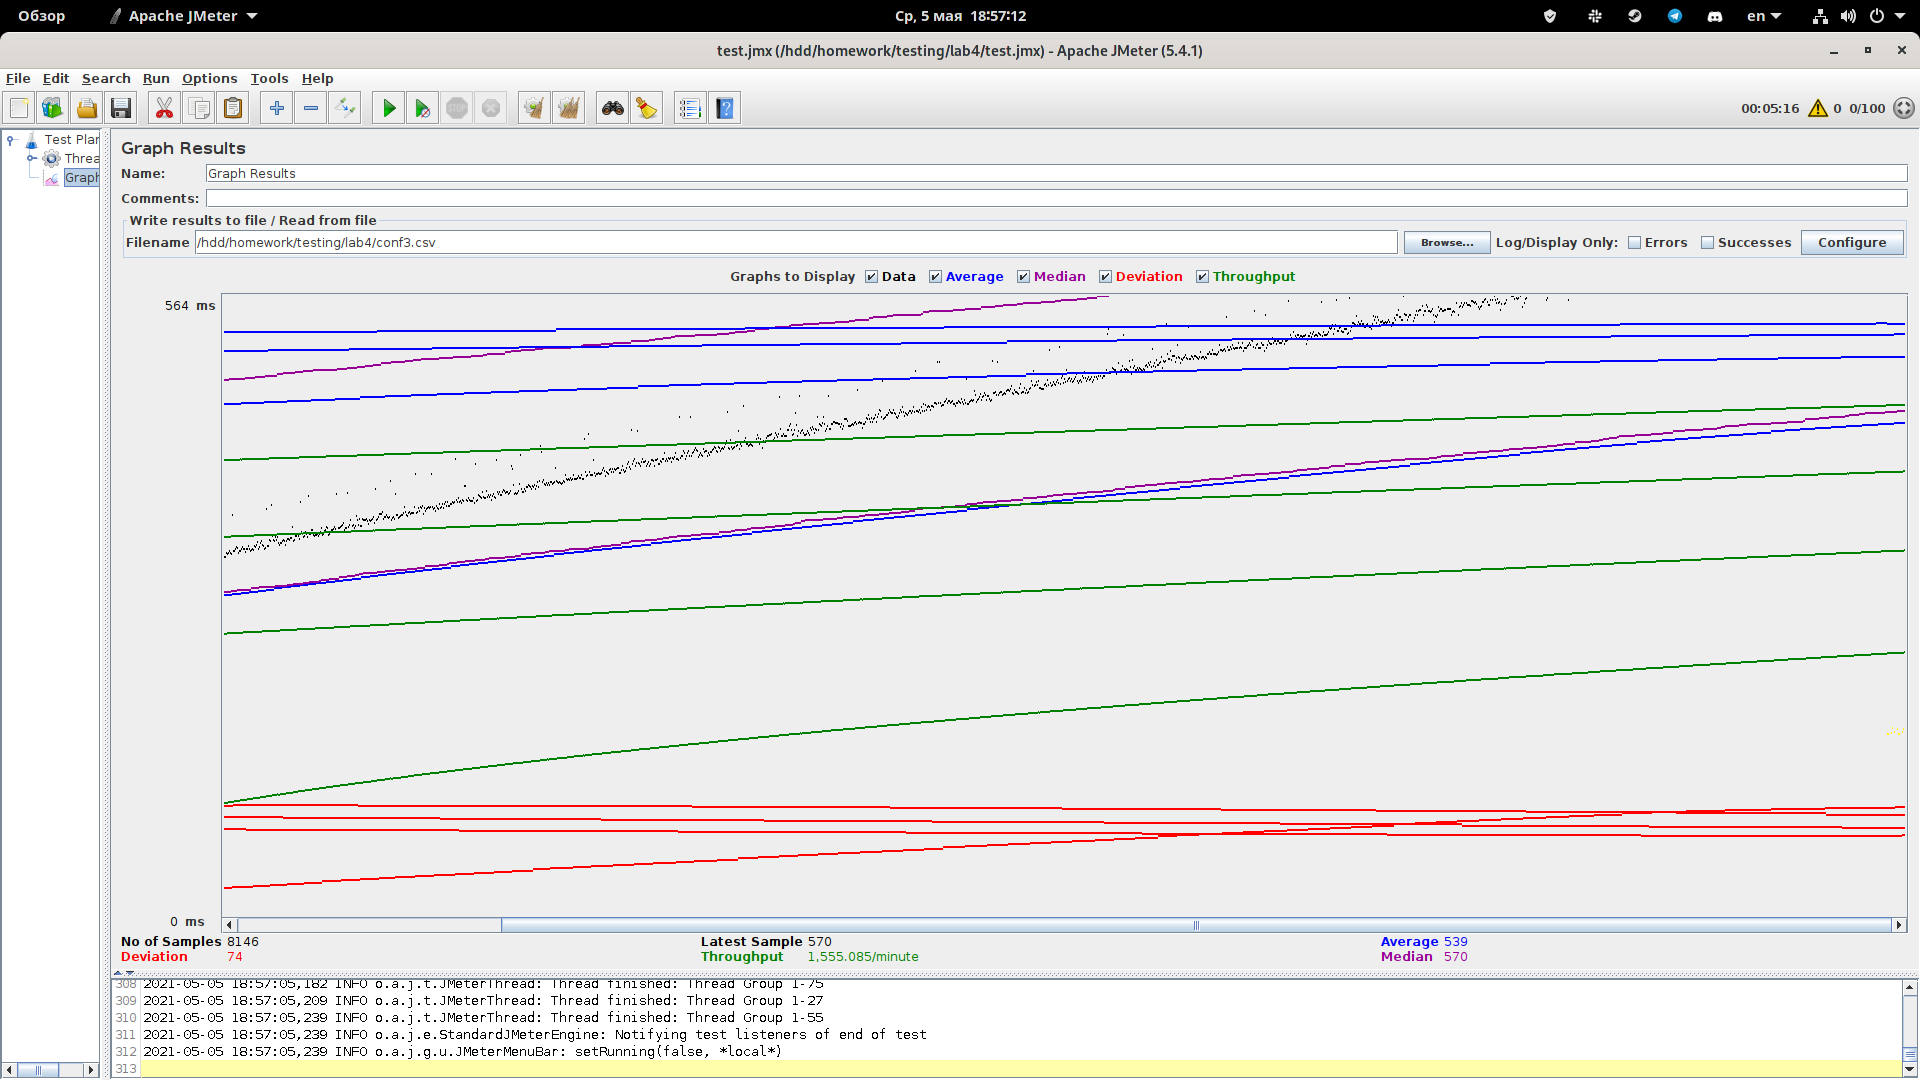 Обзор Apache JMeter Ср, 5 мая 18:57:12 en
test.jmx (/hdd/homework/testing/lab4/test.jmx) - Apache JMeter (5.4.1)
File Edit Search Run Options Tools Help
00:05:16 0 0/100
Test Plan
Threa
Graph
Graph Results
Name: Graph Results
Comments:
Write results to file / Read from file
Filename /hdd/homework/testing/lab4/conf3.csv Browse... Log/Display Only: Errors Successes Configure
Graphs to Display Data Average Median Deviation Throughput
564 ms
0 ms
No of Samples 8146 Latest Sample 570 Average 539
Deviation 74 Throughput 1,555.085/minute Median 570
308 2021-05-05 18:57:05,182 INFO o.a.j.t.JMeterThread: Thread finished: Thread Group 1-75
309 2021-05-05 18:57:05,209 INFO o.a.j.t.JMeterThread: Thread finished: Thread Group 1-27
310 2021-05-05 18:57:05,239 INFO o.a.j.t.JMeterThread: Thread finished: Thread Group 1-55
311 2021-05-05 18:57:05,239 INFO o.a.j.e.StandardJMeterEngine: Notifying test listeners of end of test
312 2021-05-05 18:57:05,239 INFO o.a.j.g.u.JMeterMenuBar: setRunning(false, *local*)
313